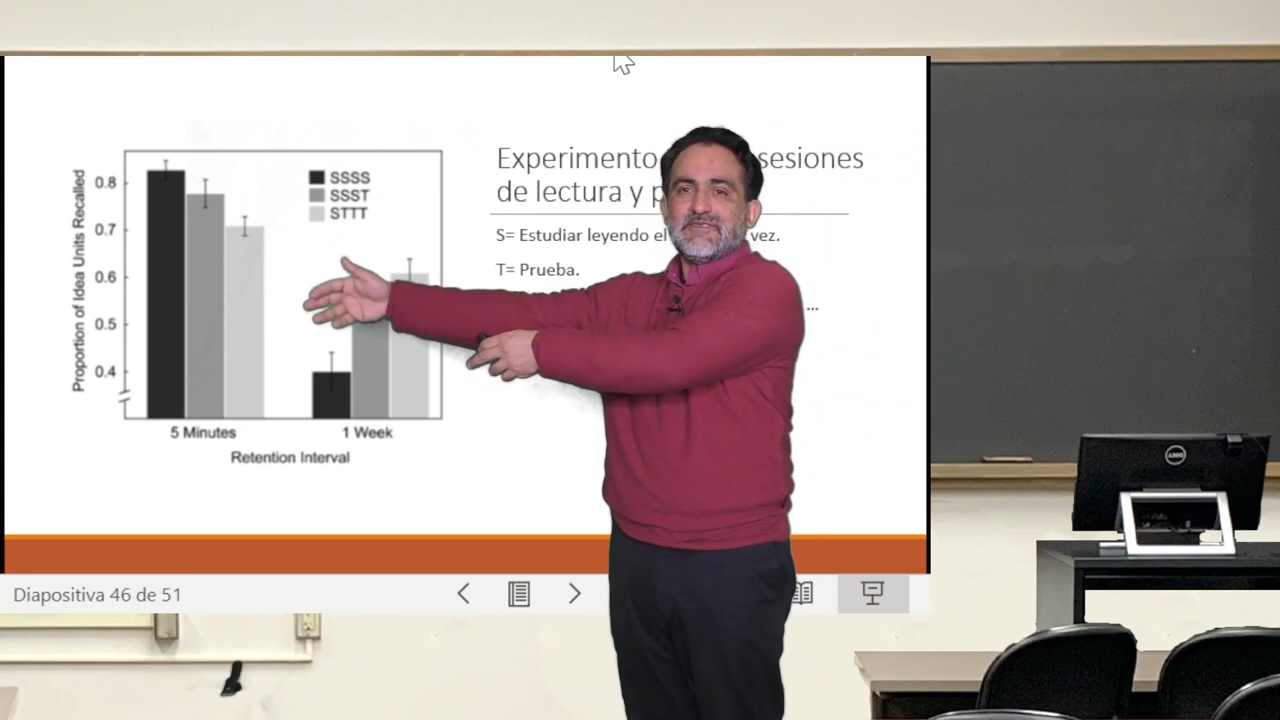 0.8
0.7
0.6
0.5
0.4
Proportion of Idea Units Recalled
SSSS
SSST
STTT
5 Minutes
1 Week
Retention Interval
Experimento sesiones
de lectura y p
S= Estudiar leyendo el vez.
T= Prueba.
...
Diapositiva 46 de 51
DELL